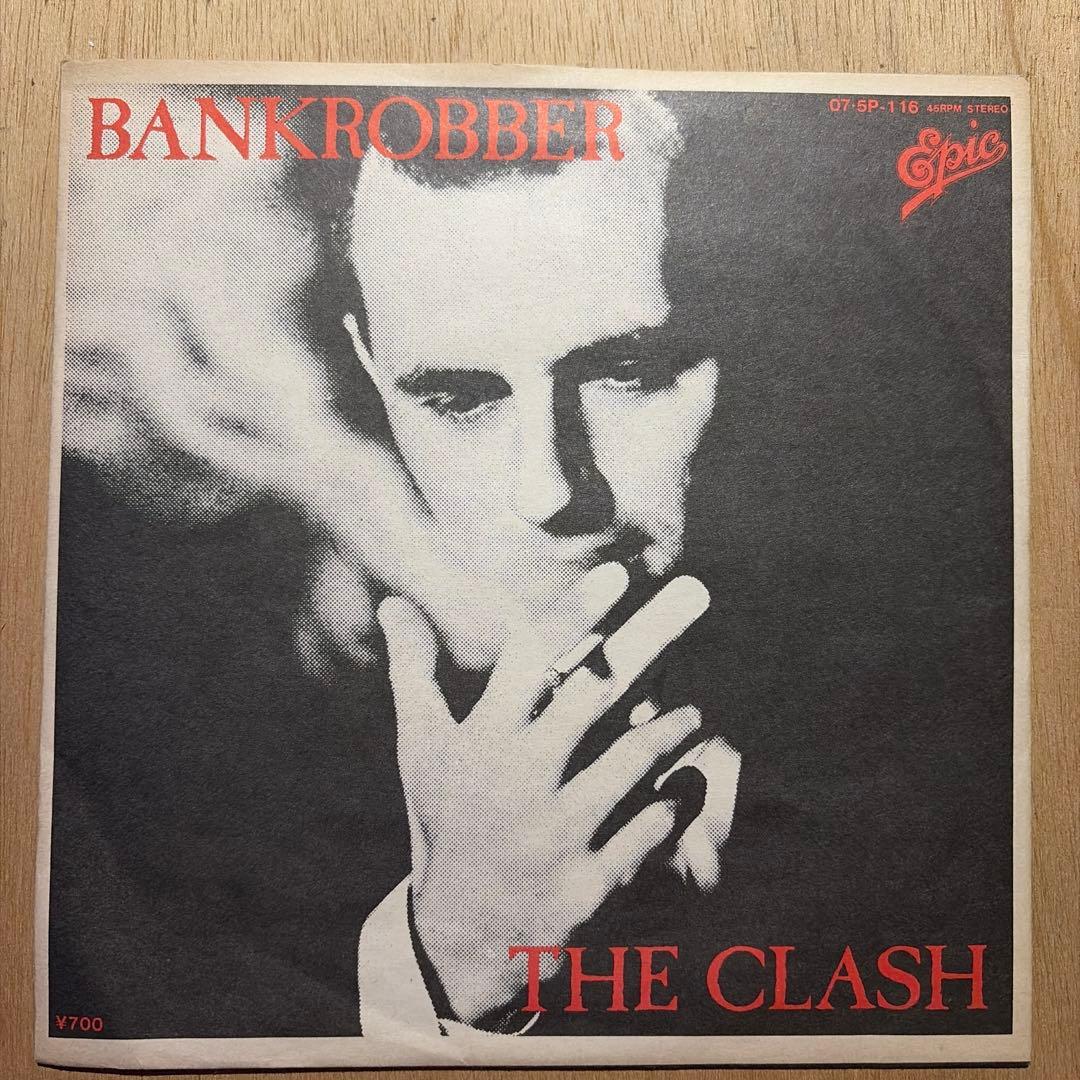 BANKROBBER
07·5P-116 45RPM STEREO
Epic
THE CLASH
¥700